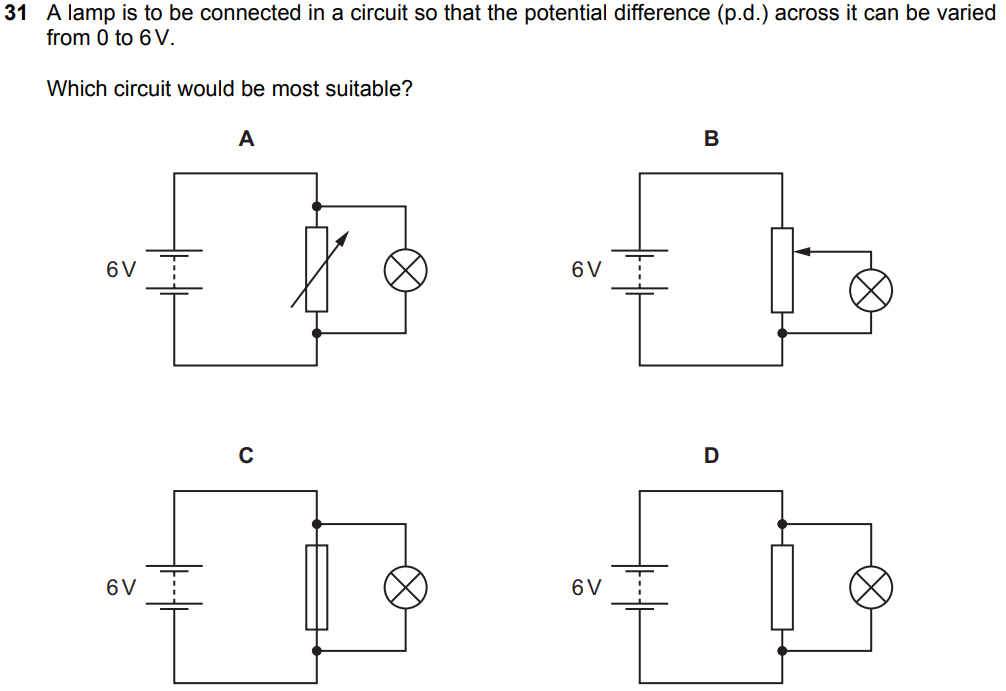 31 A lamp is to be connected in a circuit so that the potential difference (p.d.) across it can be varied
from 0 to 6 V.
Which circuit would be most suitable?
A
B
6 V
6 V
C
D
6 V
6 V